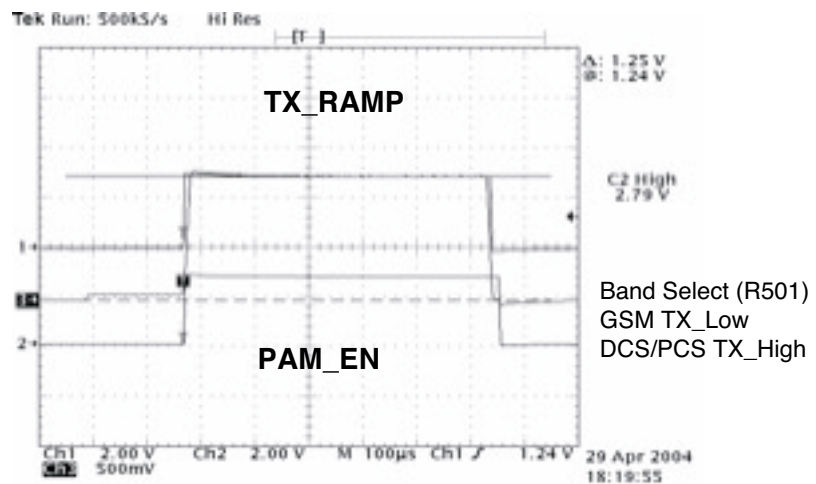 Tek Run: 500kS/s Hi Res
[T ]
Δ: 1.25 V
@: 1.24 V
TX_RAMP
C2 High
2.79 V
1→
T
3→
Band Select (R501)
GSM TX_Low
DCS/PCS TX_High
2→
PAM_EN
Ch1 2.00 V Ch2 2.00 V M 100µs Ch1 ƒ 1.24 V
Ch3 500mV
29 Apr 2004
18:19:55